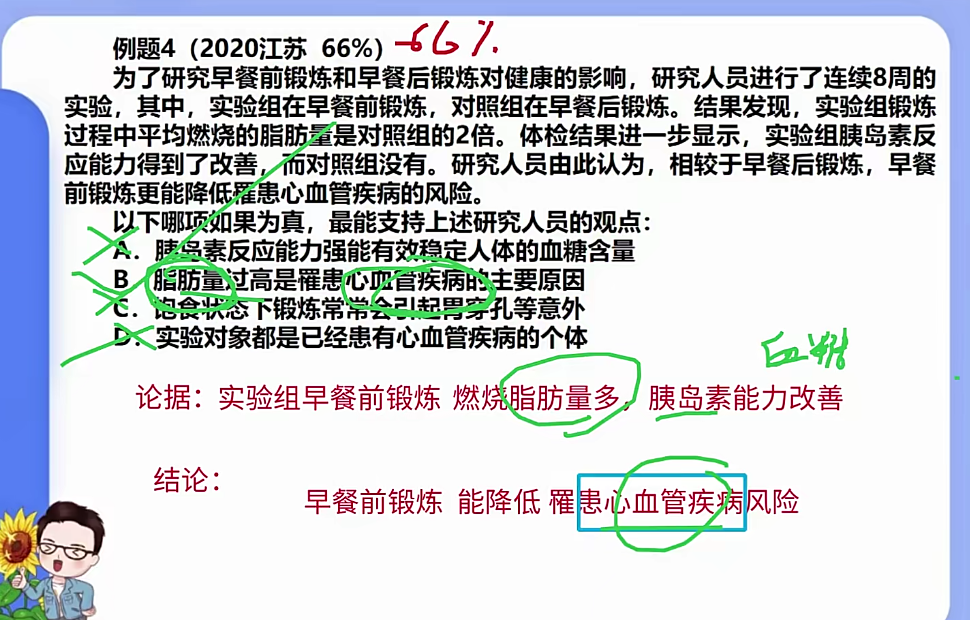 例题4（2020江苏 66%）66%
为了研究早餐前锻炼和早餐后锻炼对健康的影响，研究人员进行了连续8周的
实验，其中，实验组在早餐前锻炼，对照组在早餐后锻炼。结果发现，实验组锻炼
过程中平均燃烧的脂肪量是对照组的2倍。体检结果进一步显示，实验组胰岛素反
应能力得到了改善，而对照组没有。研究人员由此认为，相较于早餐后锻炼，早餐
前锻炼更能降低罹患心血管疾病的风险。
以下哪项如果为真，最能支持上述研究人员的观点：
A．胰岛素反应能力强能有效稳定人体的血糖含量
B．脂肪量过高是罹患心血管疾病的主要原因
C．饱食状态下锻炼常常会引起胃穿孔等意外
D．实验对象都是已经患有心血管疾病的个体
血糖
论据：实验组早餐前锻炼 燃烧脂肪量多，胰岛素能力改善
结论：
早餐前锻炼 能降低 罹患心血管疾病风险